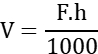 V = F.h / 1000